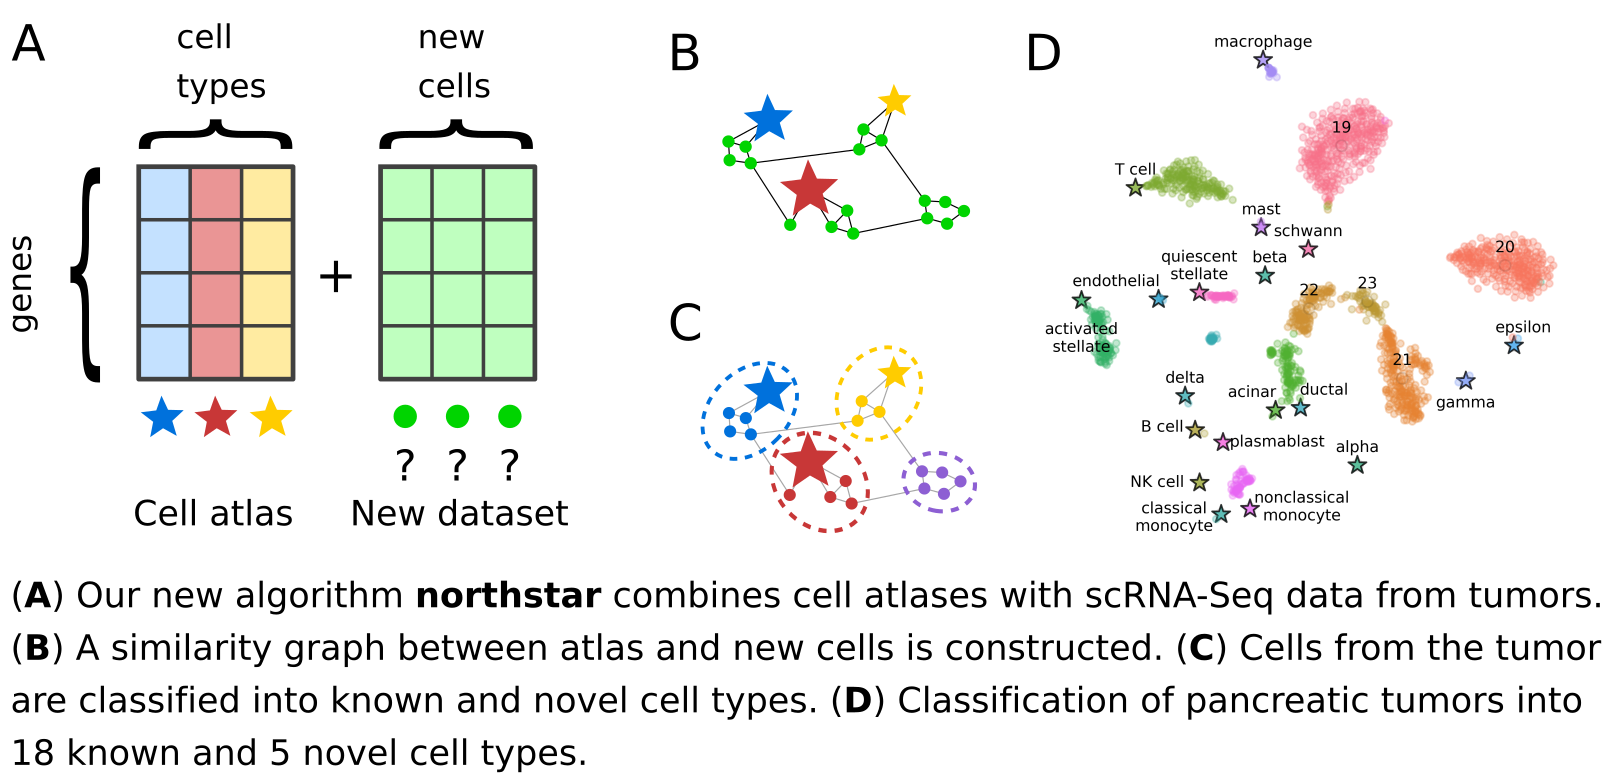 A
cell
types
new
cells
genes
+
? ? ?
Cell atlas
New dataset
B
C
D
macrophage
19
T cell
mast
schwann
quiescent
stellate
beta
20
endothelial
22
23
activated
stellate
epsilon
21
delta
acinar
ductal
gamma
B cell
plasmablast
alpha
NK cell
nonclassical
monocyte
classical
monocyte
(A) Our new algorithm northstar combines cell atlases with scRNA-Seq data from tumors.
(B) A similarity graph between atlas and new cells is constructed. (C) Cells from the tumor
are classified into known and novel cell types. (D) Classification of pancreatic tumors into
18 known and 5 novel cell types.